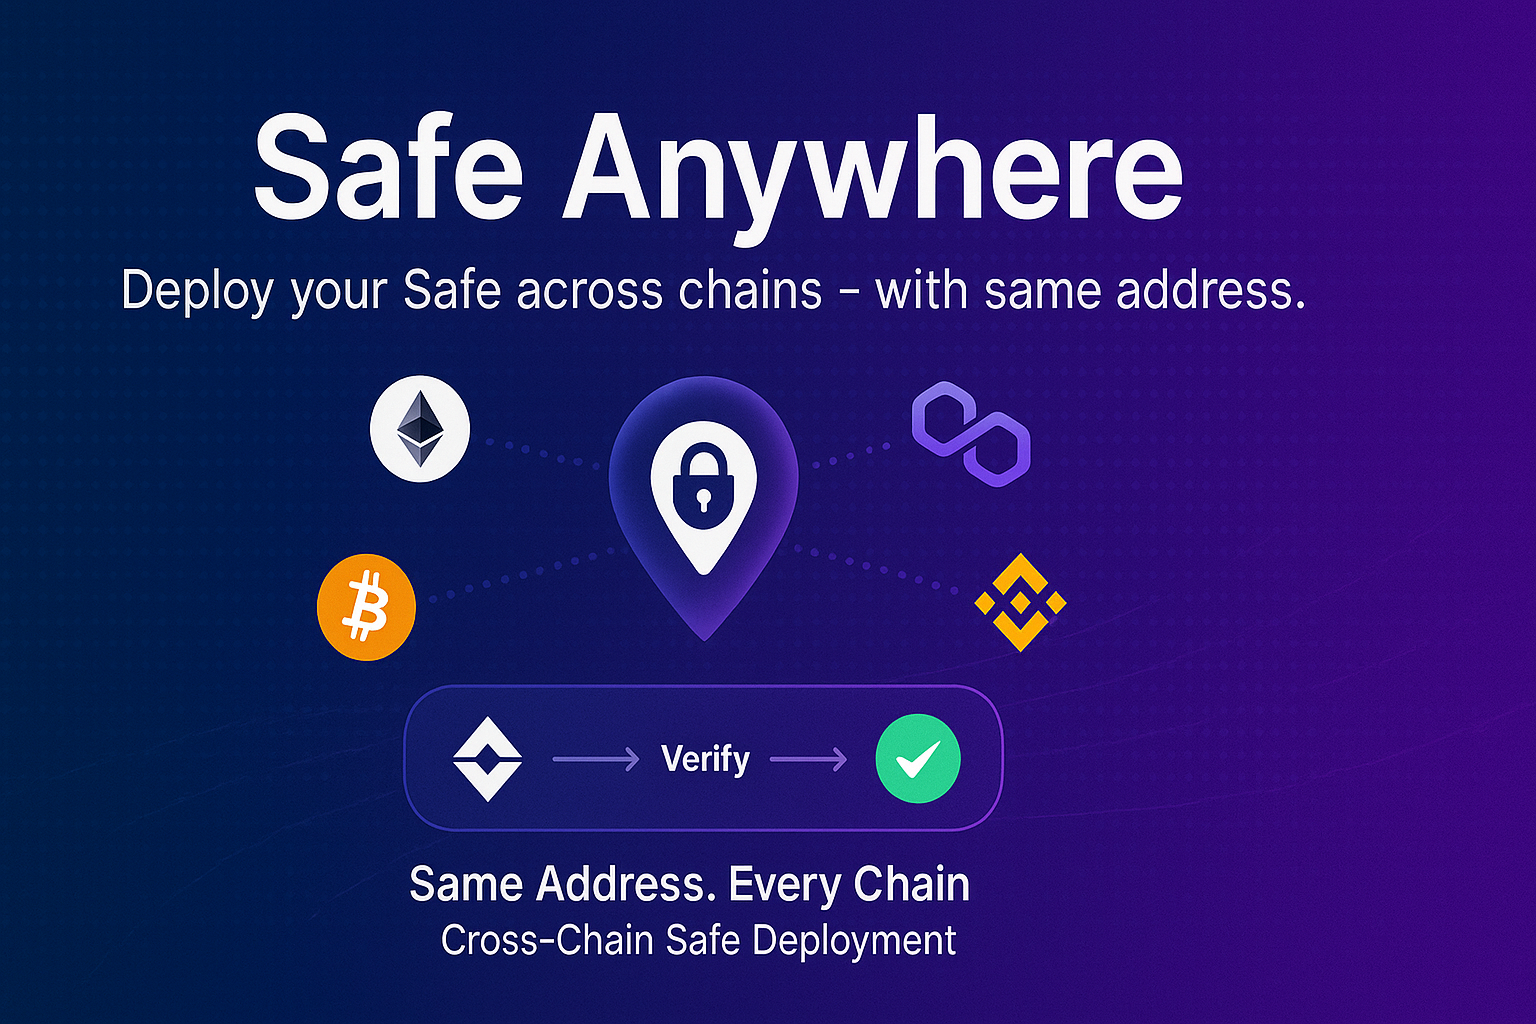 Safe Anywhere
Deploy your Safe across chains – with same address.
Verify
Same Address. Every Chain
Cross-Chain Safe Deployment